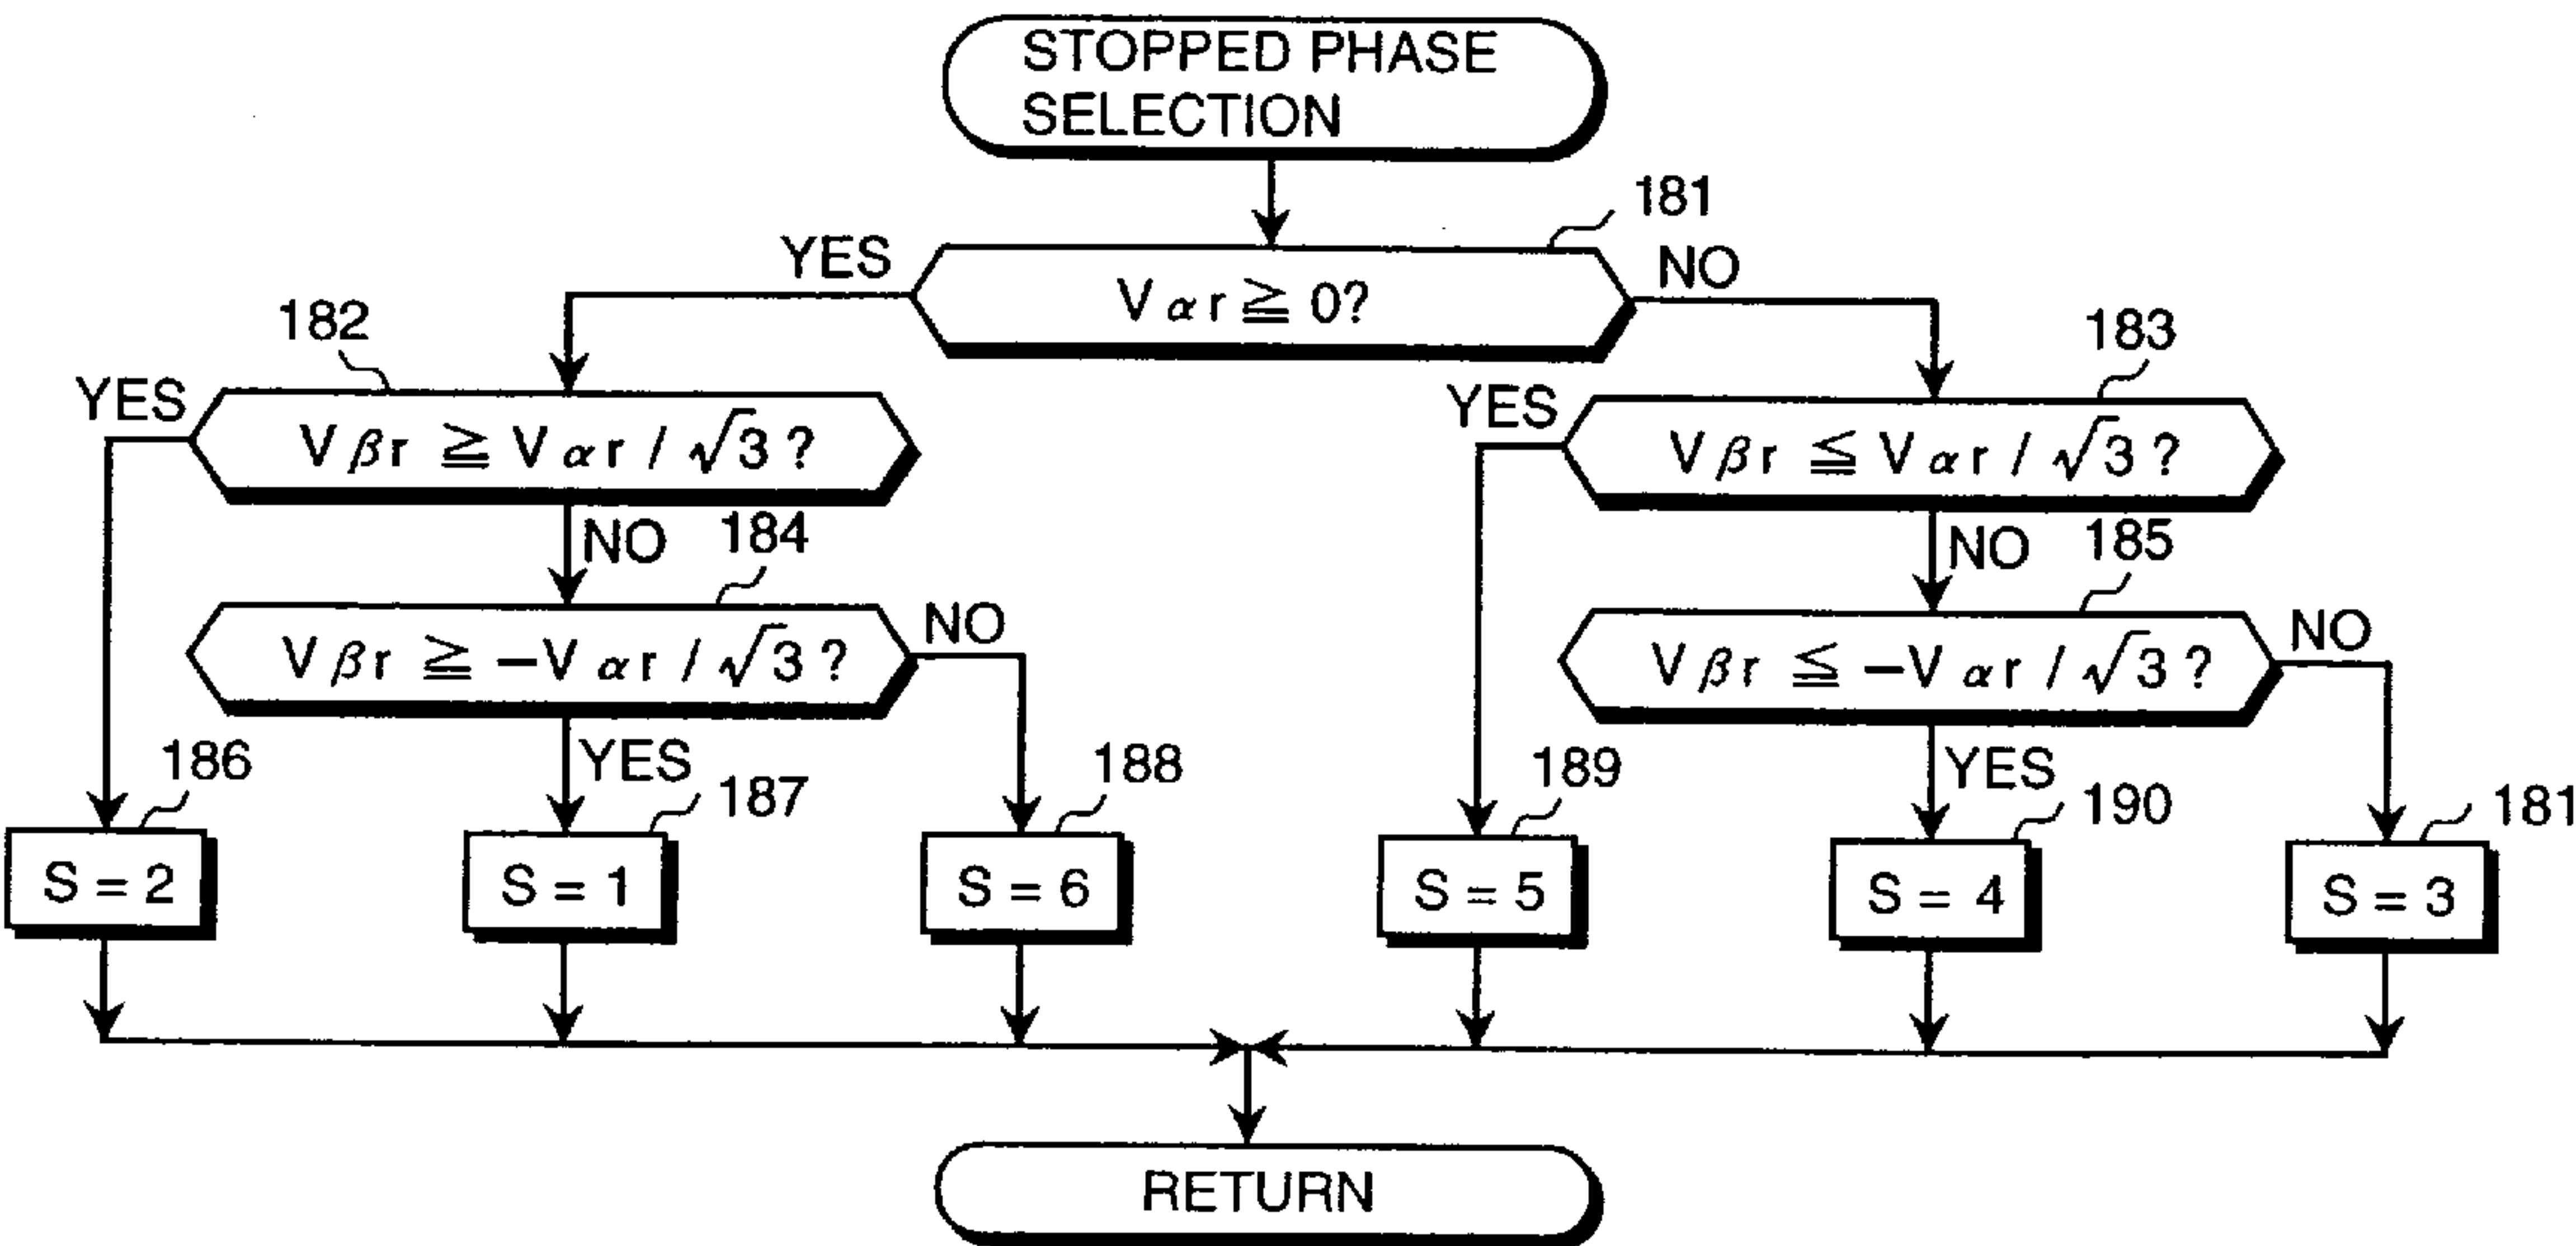 STOPPED PHASE
SELECTION
181
YES
V α r ≧ 0?
NO
182
183
YES
V β r ≧ V α r / √3 ?
YES
V β r ≦ V α r / √3 ?
NO
184
NO
185
V β r ≧ −V α r / √3 ?
NO
V β r ≦ −V α r / √3 ?
NO
186
YES
187
188
189
YES
190
181
S = 2
S = 1
S = 6
S = 5
S = 4
S = 3
RETURN